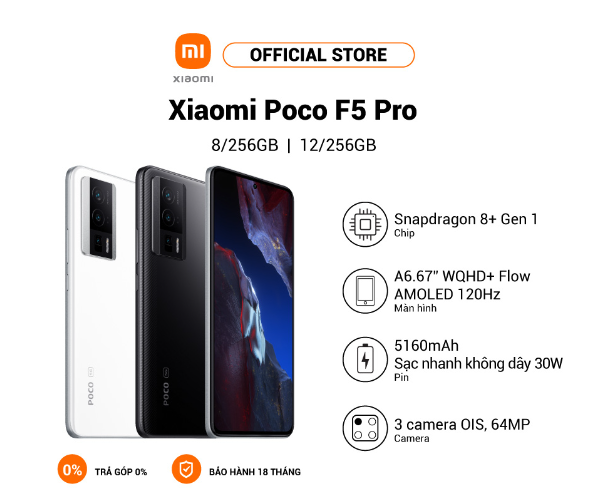 mi
xiaomi
OFFICIAL STORE
Xiaomi Poco F5 Pro
8/256GB | 12/256GB
Snapdragon 8+ Gen 1
Chip
A6.67” WQHD+ Flow
AMOLED 120Hz
Màn hình
5160mAh
Sạc nhanh không dây 30W
Pin
3 camera OIS, 64MP
Camera
POCO
POCO
0%
TRẢ GÓP 0%
BẢO HÀNH 18 THÁNG